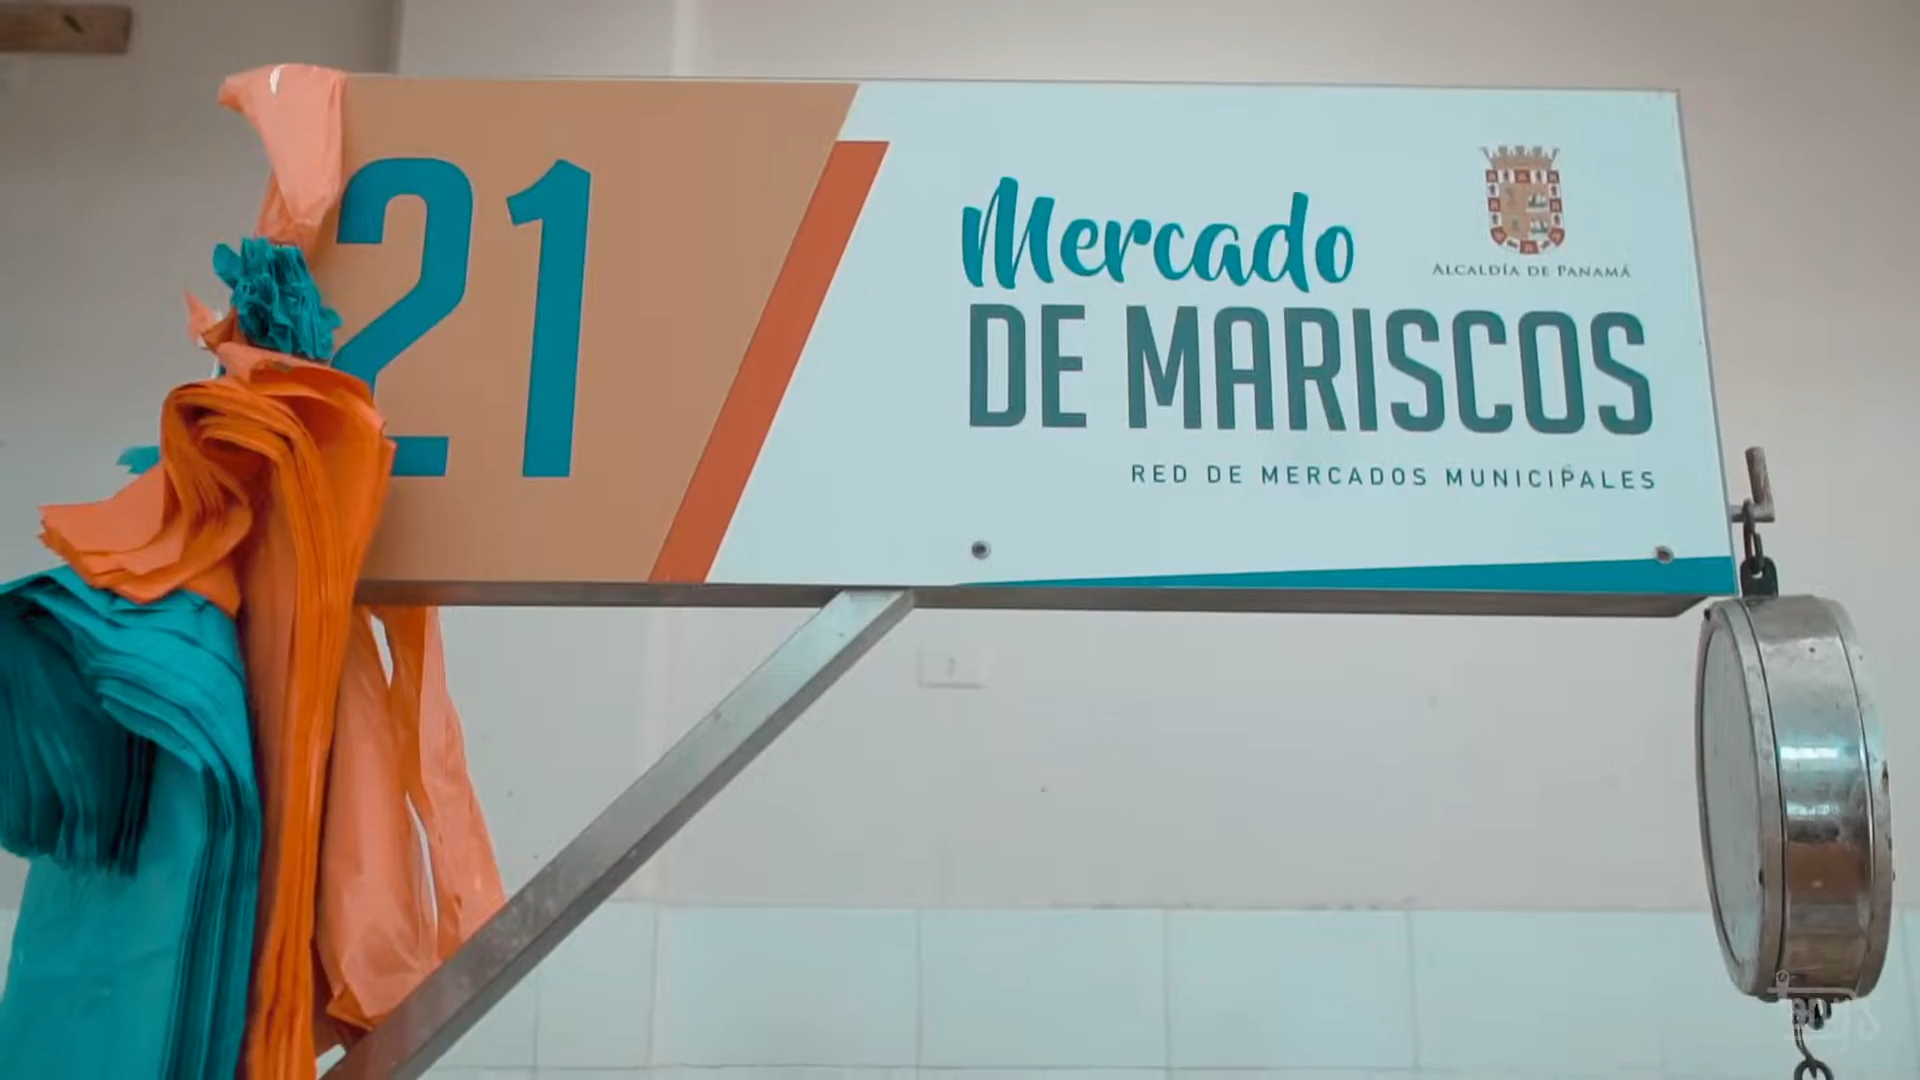 21
Mercado
DE MARISCOS
RED DE MERCADOS MUNICIPALES
ALCALDÍA DE PANAMÁ